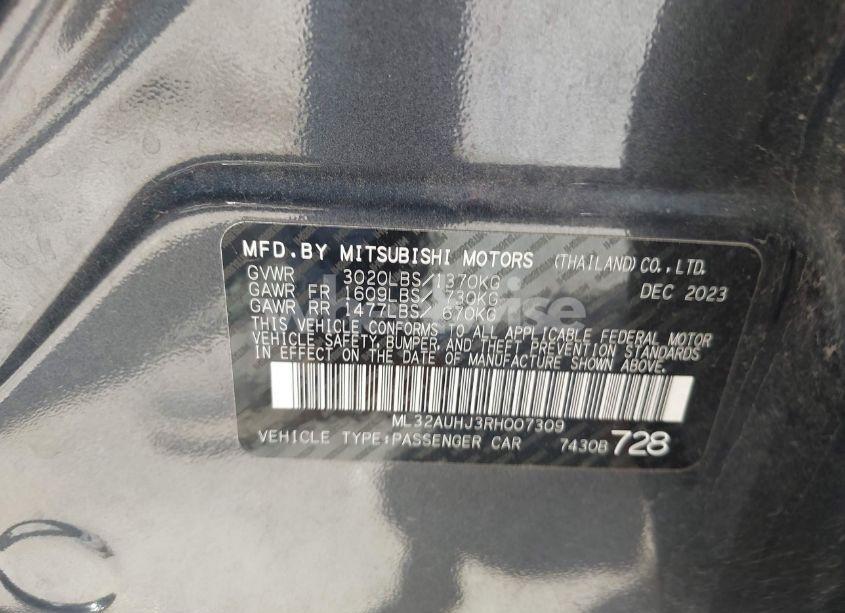 MFD.BY MITSUBISHI MOTORS (THAILAND)CO.,LTD.
GVWR 3020LBS 1370KG DEC 2023
GAWR FR 1609LBS 730KG
GAWR RR 1477LBS 670KG
THIS VEHICLE CONFORMS TO ALL APPLICABLE FEDERAL MOTOR
VEHICLE SAFETY, BUMPER, AND THEFT PREVENTION STANDARDS
IN EFFECT ON THE DATE OF MANUFACTURE SHOWN ABOVE.
ML32AUHJ3RH007309
VEHICLE TYPE:PASSENGER CAR 7430B 728